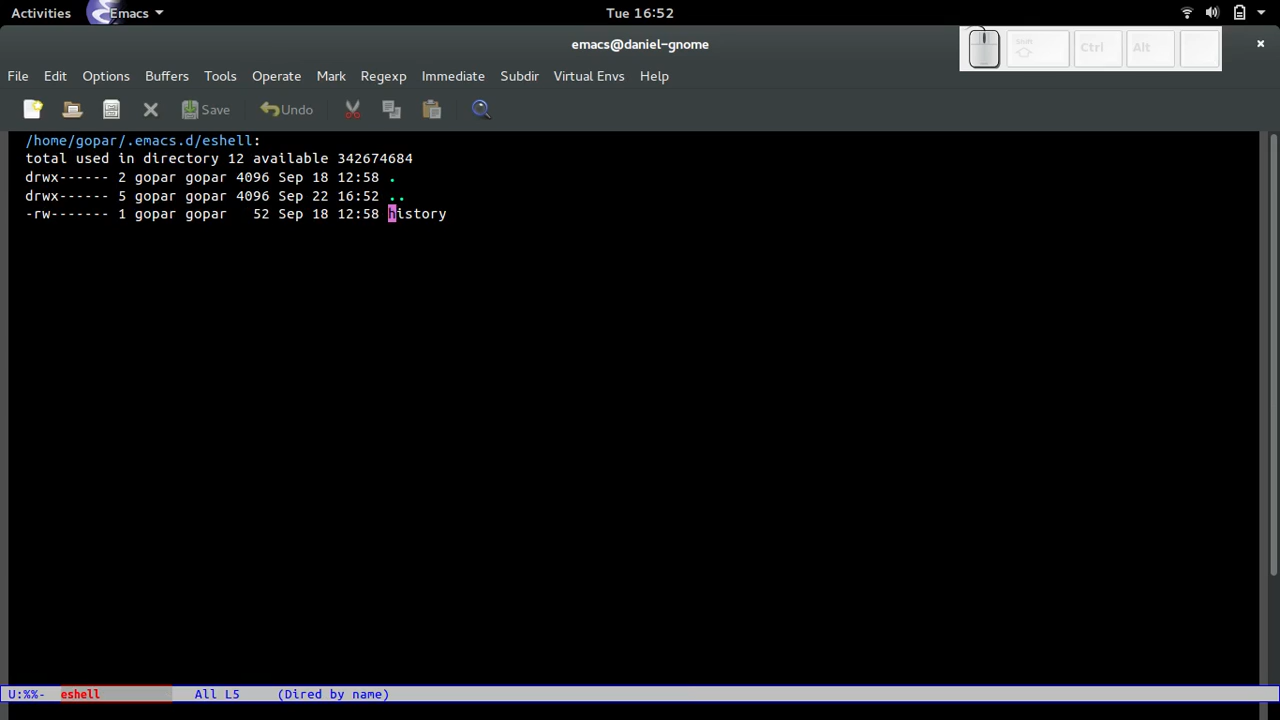 Activities Emacs Tue 16:52
emacs@daniel-gnome
Shift Ctrl Alt
File Edit Options Buffers Tools Operate Mark Regexp Immediate Subdir Virtual Envs Help
Save Undo
/home/gopar/.emacs.d/eshell:
total used in directory 12 available 342674684
drwx------ 2 gopar gopar 4096 Sep 18 12:58 .
drwx------ 5 gopar gopar 4096 Sep 22 16:52 ..
-rw------- 1 gopar gopar   52 Sep 18 12:58 history
U:%%-  eshell All L5 (Dired by name)